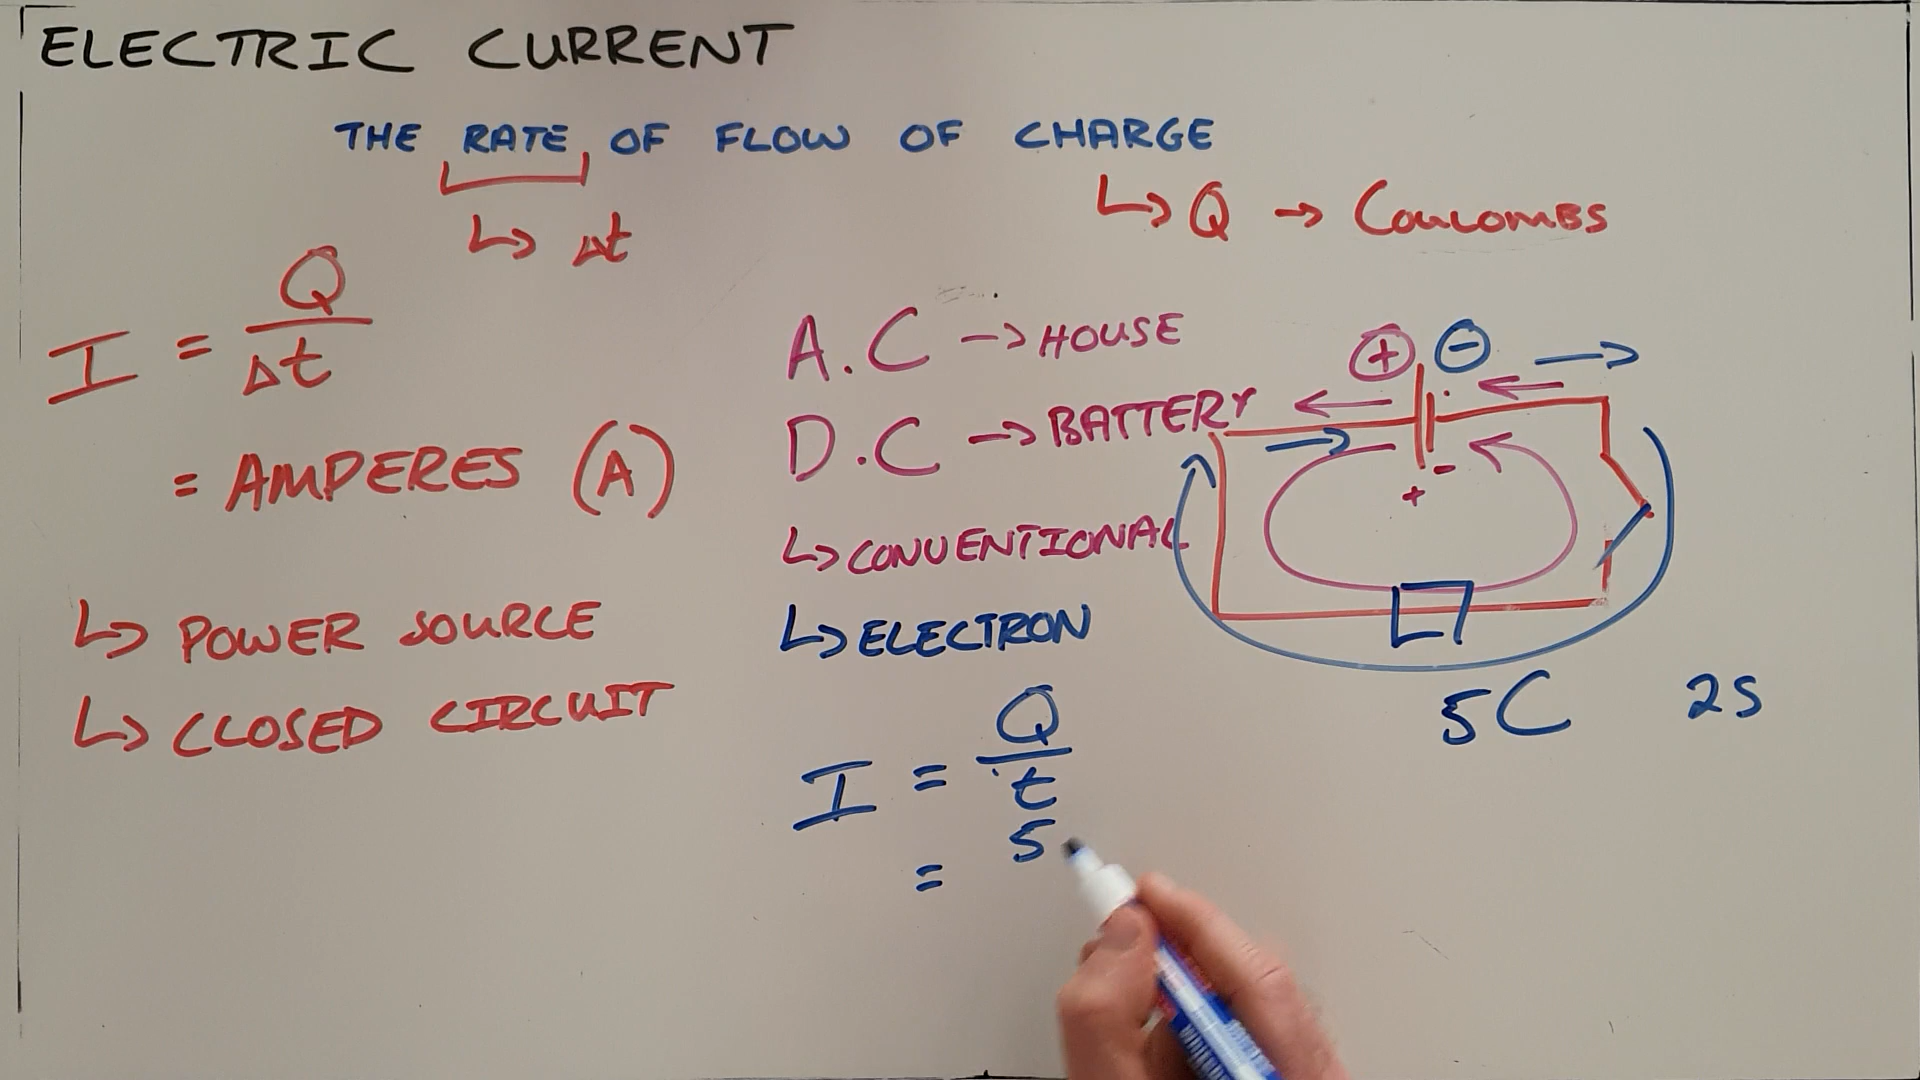 ELECTRIC CURRENT
THE RATE OF FLOW OF CHARGE
↳ Δt
↳ Q → COULOMBS
I = Q/Δt
= AMPERES (A)
↳ POWER SOURCE
↳ CLOSED CIRCUIT
A.C → HOUSE
D.C → BATTERY
↳ CONVENTIONAL
↳ ELECTRON
+ −
+ -
5C 2S
I = Q/t
= 5